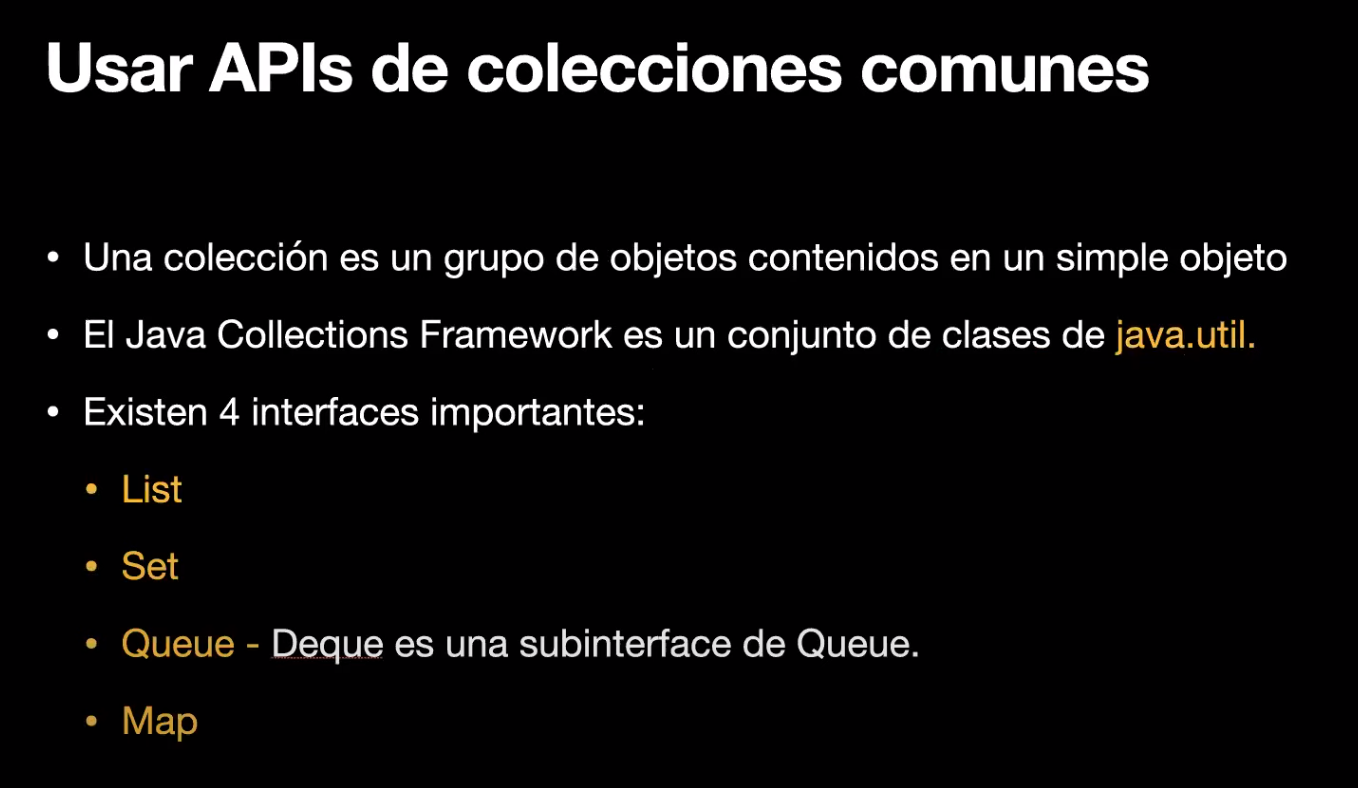 Usar APIs de colecciones comunes
• Una colección es un grupo de objetos contenidos en un simple objeto
• El Java Collections Framework es un conjunto de clases de java.util.
• Existen 4 interfaces importantes:
• List
• Set
• Queue - Deque es una subinterface de Queue.
• Map